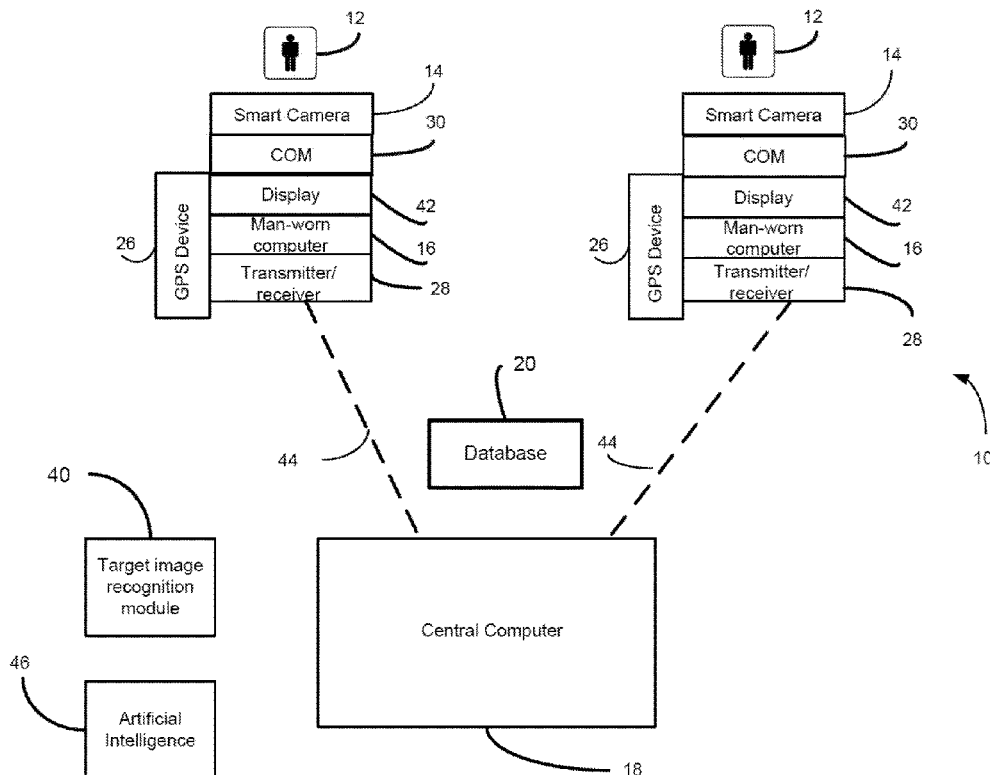 12
14
Smart Camera
30
COM
Display
42
Man-worn
computer
16
Transmitter/
receiver
28
26
GPS Device
12
14
Smart Camera
30
COM
Display
42
Man-worn
computer
16
Transmitter/
receiver
28
26
GPS Device
10
20
Database
44
44
40
Target image
recognition
module
Central Computer
18
46
Artificial
Intelligence